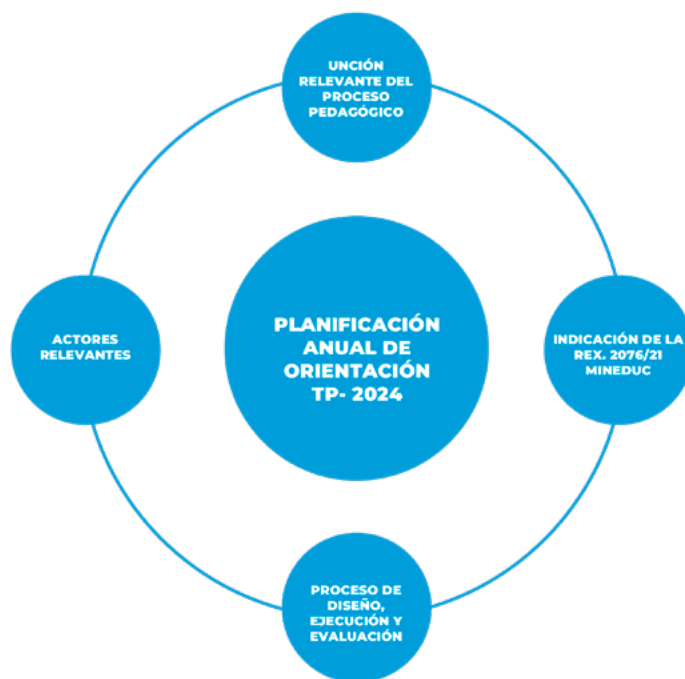 UNCIÓN
RELEVANTE DEL
PROCESO
PEDAGÓGICO
PLANIFICACIÓN
ANUAL DE
ORIENTACIÓN
TP- 2024
ACTORES
RELEVANTES
INDICACIÓN DE LA
REX. 2076/21
MINEDUC
PROCESO DE
DISEÑO,
EJECUCIÓN Y
EVALUACIÓN